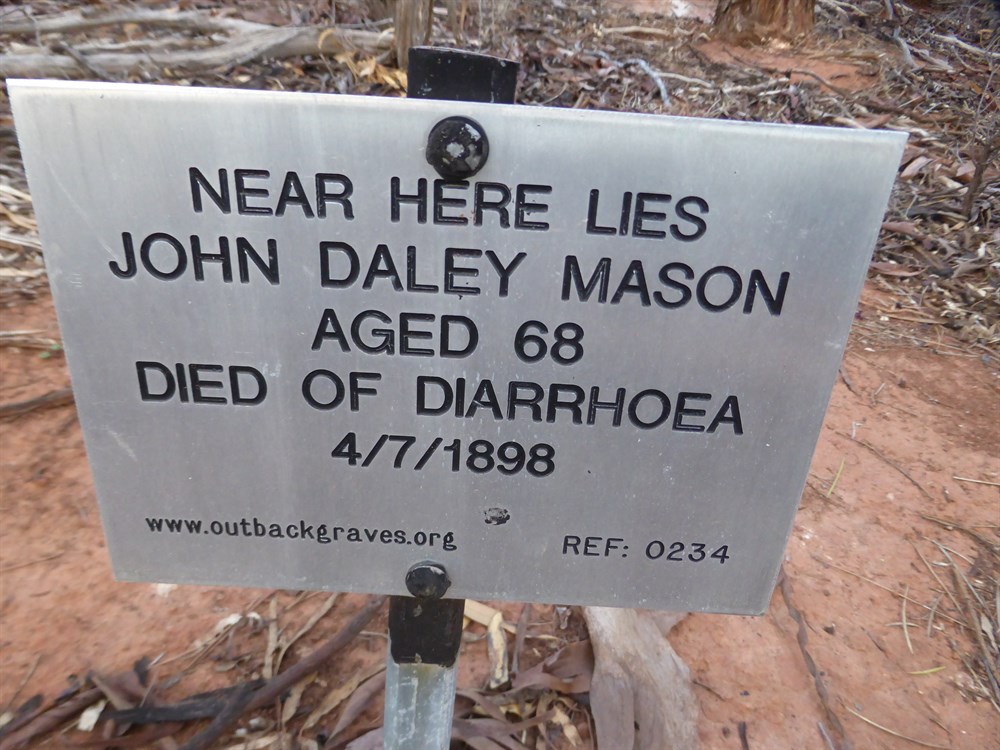 NEAR HERE LIES
JOHN DALEY MASON
AGED 68
DIED OF DIARRHOEA
4/7/1898
www.outbackgraves.org
REF: 0234